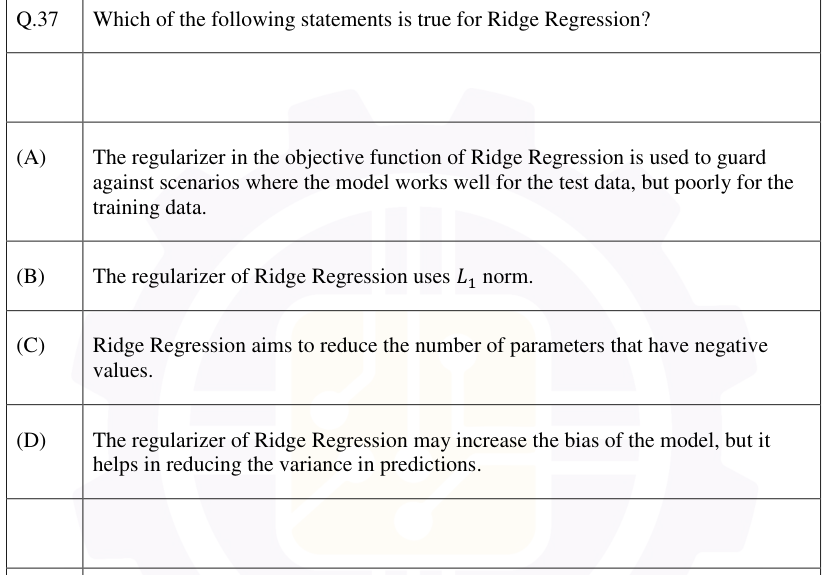 Q.37 Which of the following statements is true for Ridge Regression?
(A) The regularizer in the objective function of Ridge Regression is used to guard
against scenarios where the model works well for the test data, but poorly for the
training data.
(B) The regularizer of Ridge Regression uses L₁ norm.
(C) Ridge Regression aims to reduce the number of parameters that have negative
values.
(D) The regularizer of Ridge Regression may increase the bias of the model, but it
helps in reducing the variance in predictions.